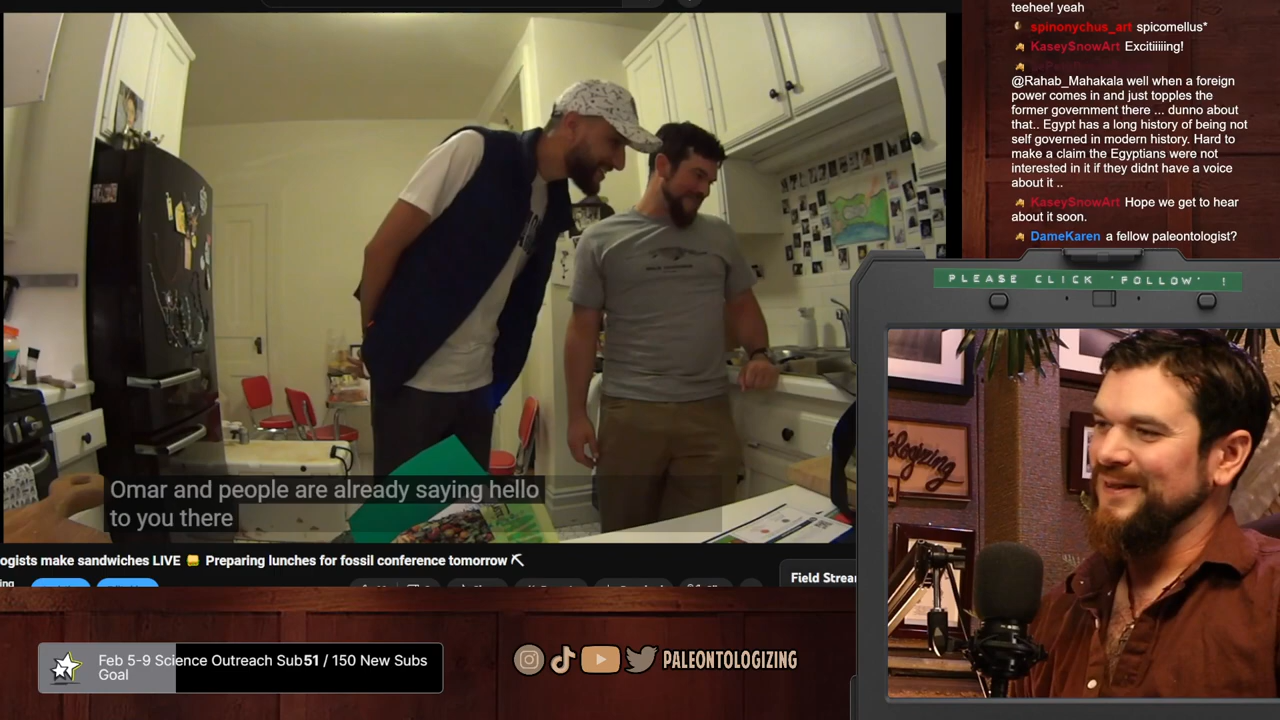 teehee! yeah
spinonychus_art spicomellus*
KaseySnowArt Excitiiiiing!
@Rahab_Mahakala well when a foreign
power comes in and just topples the
former government there ... dunno about
that.. Egypt has a long history of being not
self governed in modern history. Hard to
make a claim the Egyptians were not
interested in it if they didnt have a voice
about it ..
KaseySnowArt Hope we get to hear
about it soon.
DameKaren a fellow paleontologist?
PLEASE CLICK "FOLLOW" !
Omar and people are already saying hello
to you there
ogists make sandwiches LIVE 🥪 Preparing lunches for fossil conference tomorrow ⛏
Field Strea
Feb 5-9 Science Outreach Sub 51 / 150 New Subs
Goal
PALEONTOLOGIZING